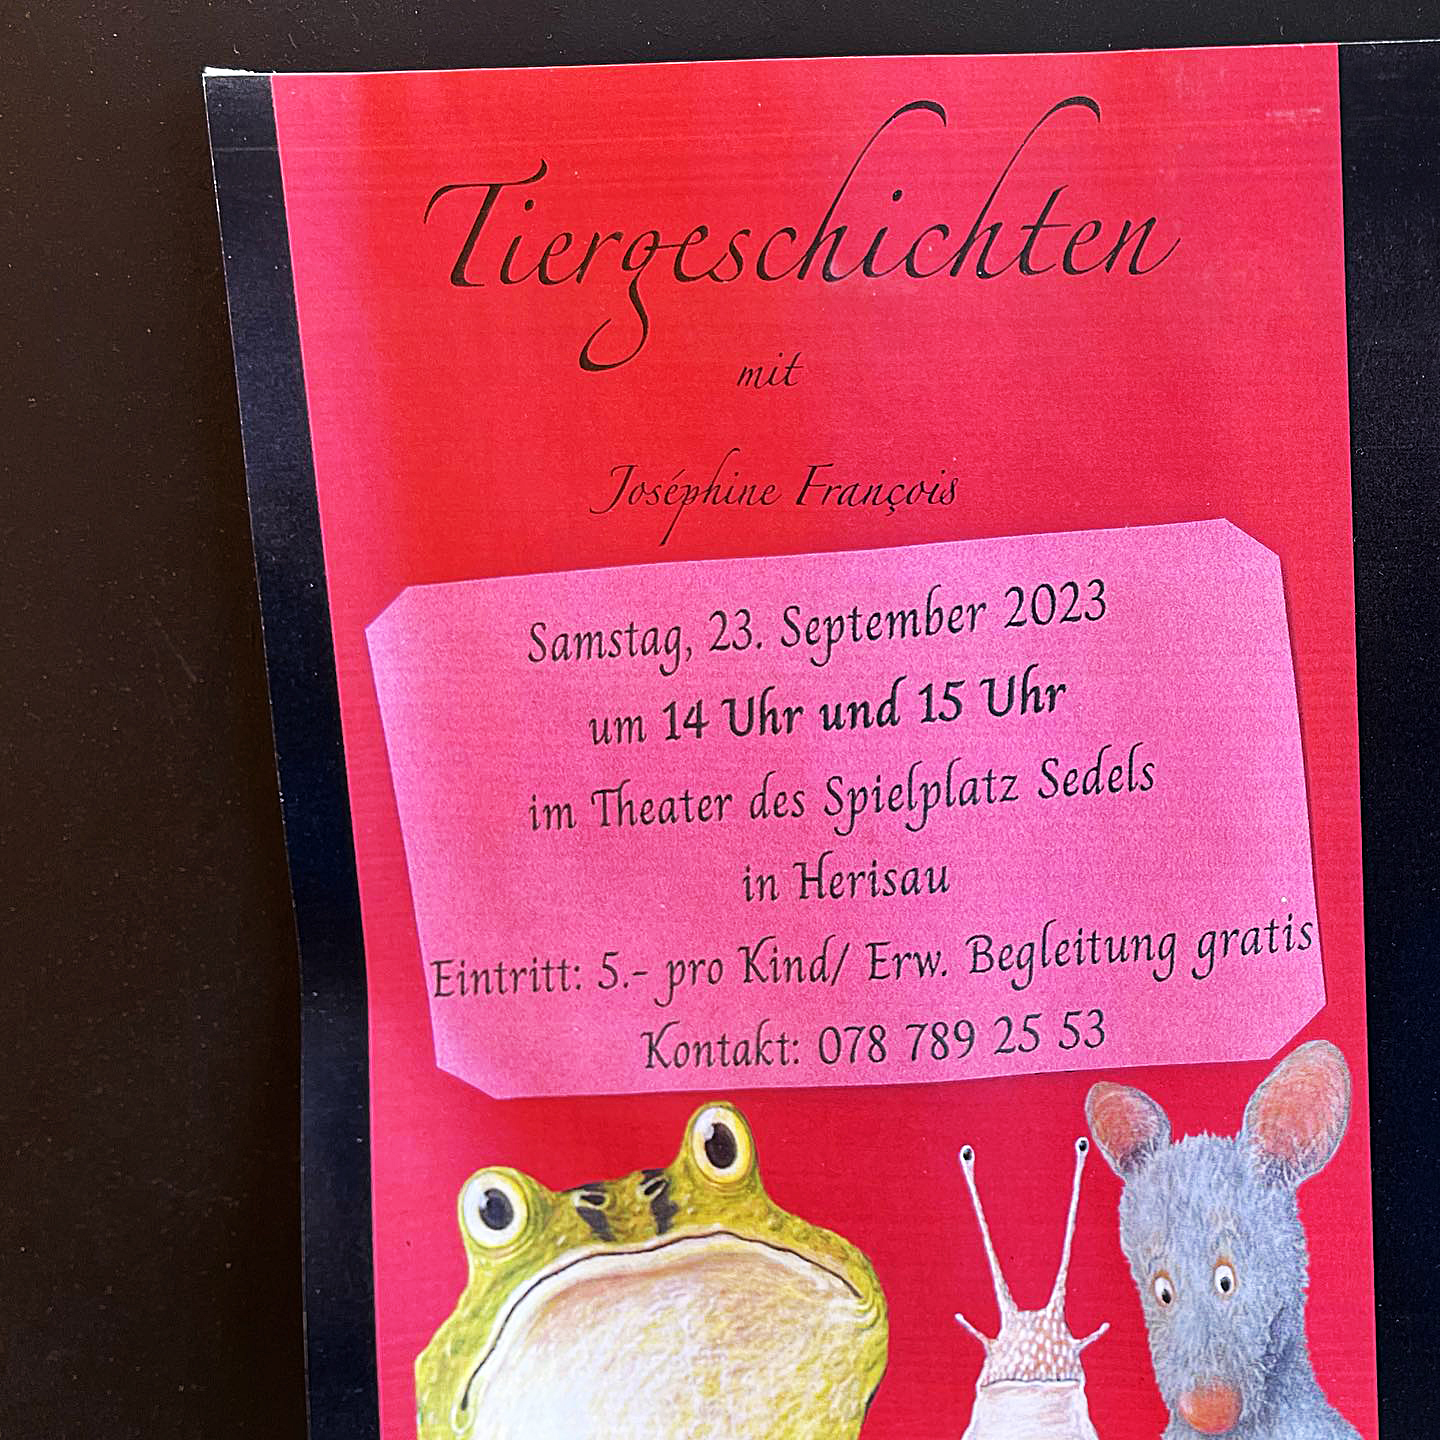 Tiergeschichten
mit
Joséphine François
Samstag, 23. September 2023
um 14 Uhr und 15 Uhr
im Theater des Spielplatz Sedels
in Herisau
Eintritt: 5.- pro Kind/ Erw. Begleitung gratis
Kontakt: 078 789 25 53